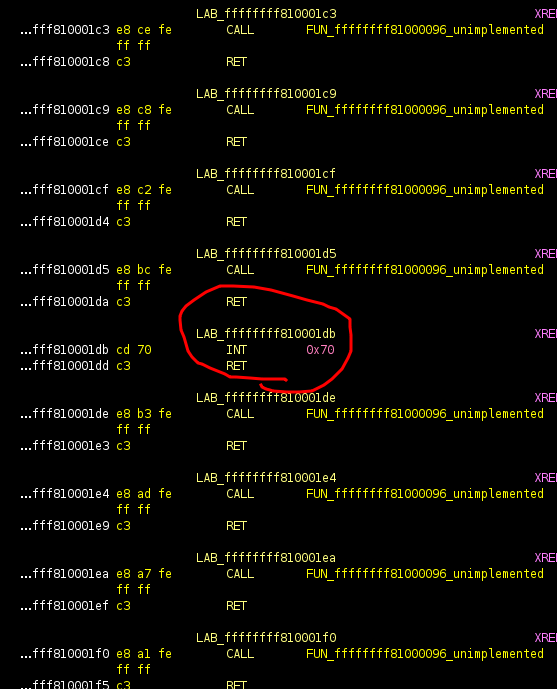 LAB_ffffffff810001c3 XREF
...fff810001c3 e8 ce fe CALL FUN_ffffffff81000096_unimplemented
ff ff
...fff810001c8 c3 RET
LAB_ffffffff810001c9 XREF
...fff810001c9 e8 c8 fe CALL FUN_ffffffff81000096_unimplemented
ff ff
...fff810001ce c3 RET
LAB_ffffffff810001cf XREF
...fff810001cf e8 c2 fe CALL FUN_ffffffff81000096_unimplemented
ff ff
...fff810001d4 c3 RET
LAB_ffffffff810001d5 XREF
...fff810001d5 e8 bc fe CALL FUN_ffffffff81000096_unimplemented
ff ff
...fff810001da c3 RET
LAB_ffffffff810001db XREF
...fff810001db cd 70 INT 0x70
...fff810001dd c3 RET
LAB_ffffffff810001de XREF
...fff810001de e8 b3 fe CALL FUN_ffffffff81000096_unimplemented
ff ff
...fff810001e3 c3 RET
LAB_ffffffff810001e4 XREF
...fff810001e4 e8 ad fe CALL FUN_ffffffff81000096_unimplemented
ff ff
...fff810001e9 c3 RET
LAB_ffffffff810001ea XREF
...fff810001ea e8 a7 fe CALL FUN_ffffffff81000096_unimplemented
ff ff
...fff810001ef c3 RET
LAB_ffffffff810001f0 XREF
...fff810001f0 e8 a1 fe CALL FUN_ffffffff81000096_unimplemented
ff ff
...fff810001f5 c3 RET